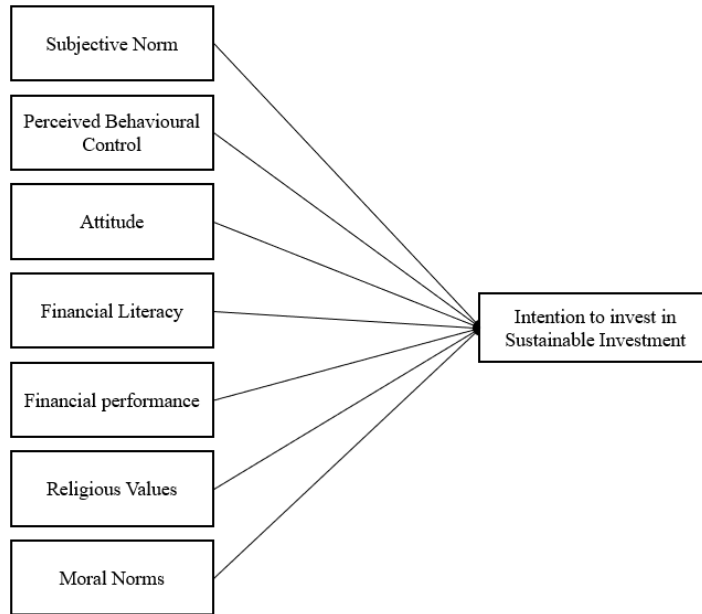 Subjective Norm
Perceived Behavioural
Control
Attitude
Financial Literacy
Intention to invest in
Sustainable Investment
Financial performance
Religious Values
Moral Norms